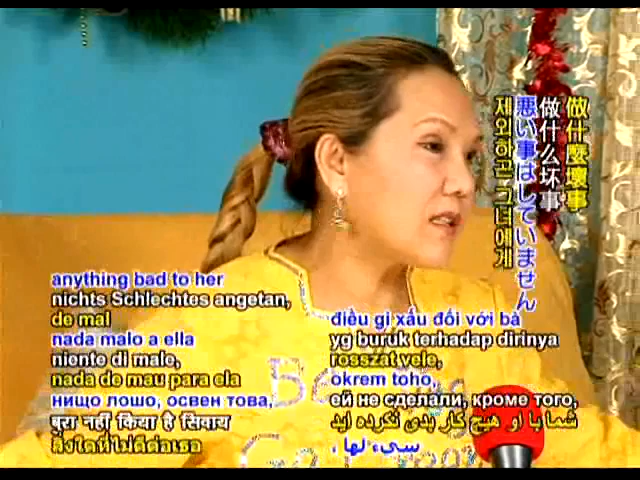 anything bad to her
nichts Schlechtes angetan,
de mal
nada malo a ella
niente di male,
nada de mau para ela
нищо лошо, освен това,
बुरा नहीं किया है सिवाय
สิ่งใดที่ไม่ดีต่อเธอ
điều gì xấu đối với bà
yg buruk terhadap dirinya
rosszat vele,
okrem toho,
ей не сделали, кроме того,
شما با او هیچ کار بدی نکرده اید
سيء لها ،
做什麼壞事
做什么坏事
悪い事はしていません
제외하고 그녀에게
Be
Ga